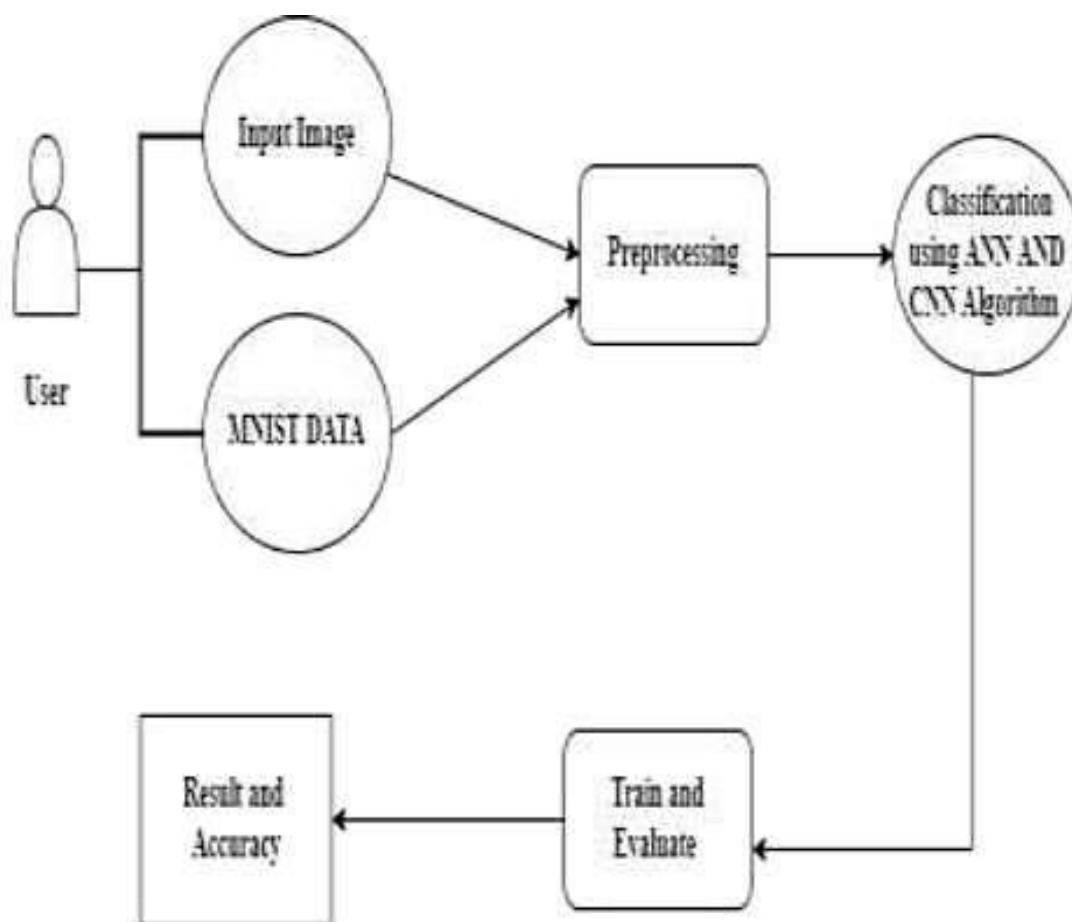 Input Image
User
MNIST DATA
Preprocessing
Classification
using ANN AND
CNN Algorithm
Train and
Evaluate
Result and
Accuracy